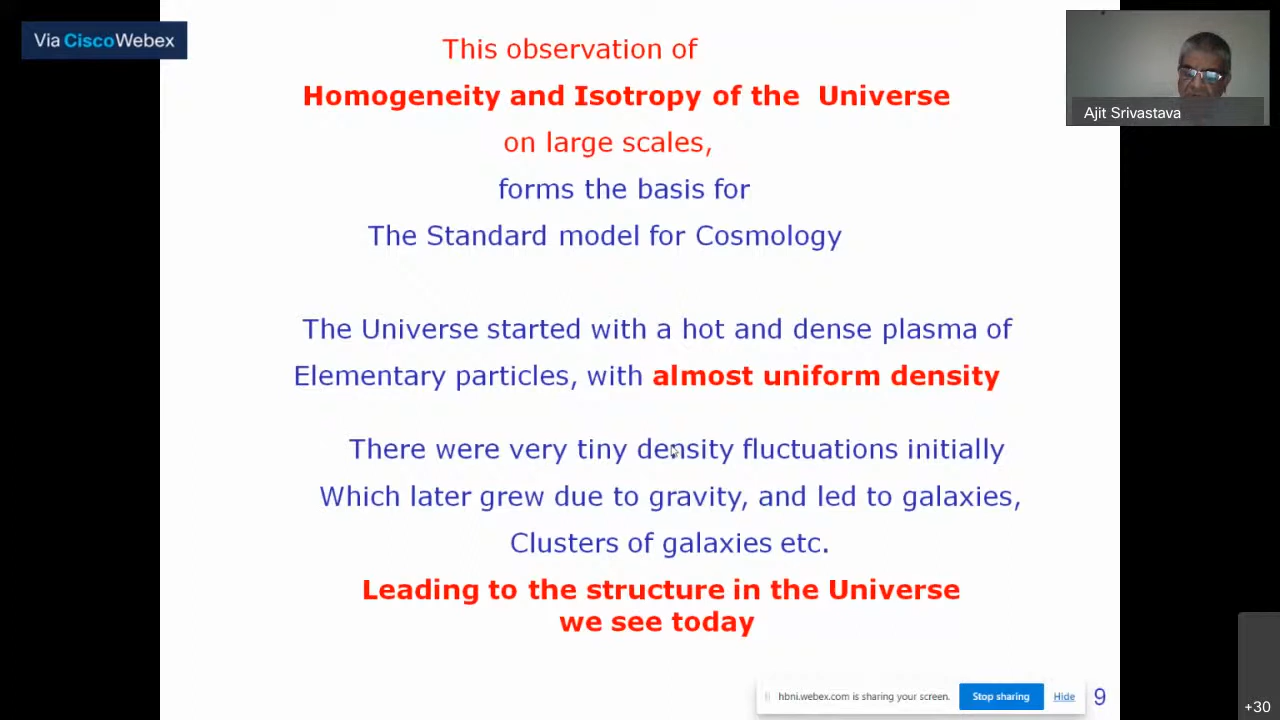 Via CiscoWebex
This observation of
Homogeneity and Isotropy of the Universe
on large scales,
forms the basis for
The Standard model for Cosmology
The Universe started with a hot and dense plasma of
Elementary particles, with almost uniform density
There were very tiny density fluctuations initially
Which later grew due to gravity, and led to galaxies,
Clusters of galaxies etc.
Leading to the structure in the Universe
we see today
Ajit Srivastava
hbni.webex.com is sharing your screen. Stop sharing Hide
9
+30